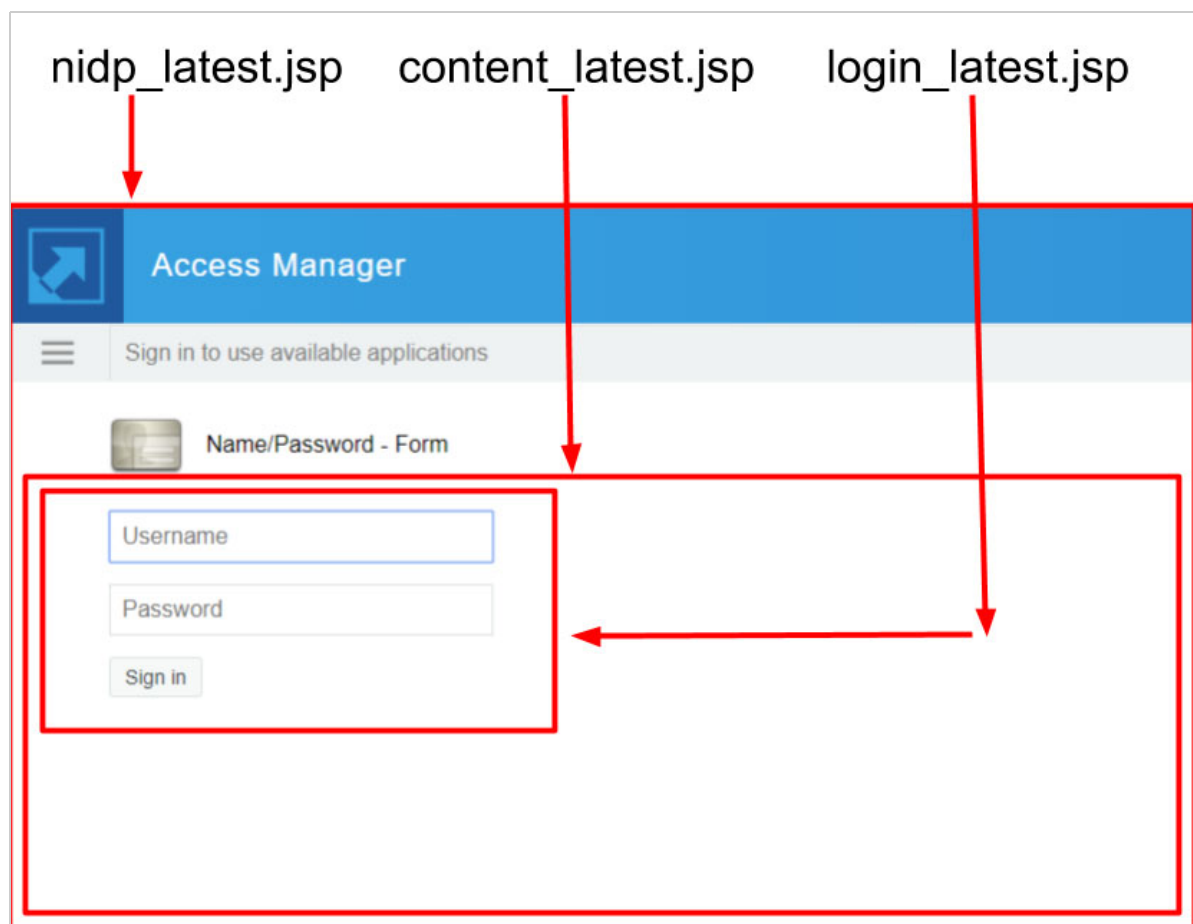 nidp_latest.jsp content_latest.jsp login_latest.jsp
Access Manager
Sign in to use available applications
Name/Password - Form
Username
Password
Sign in